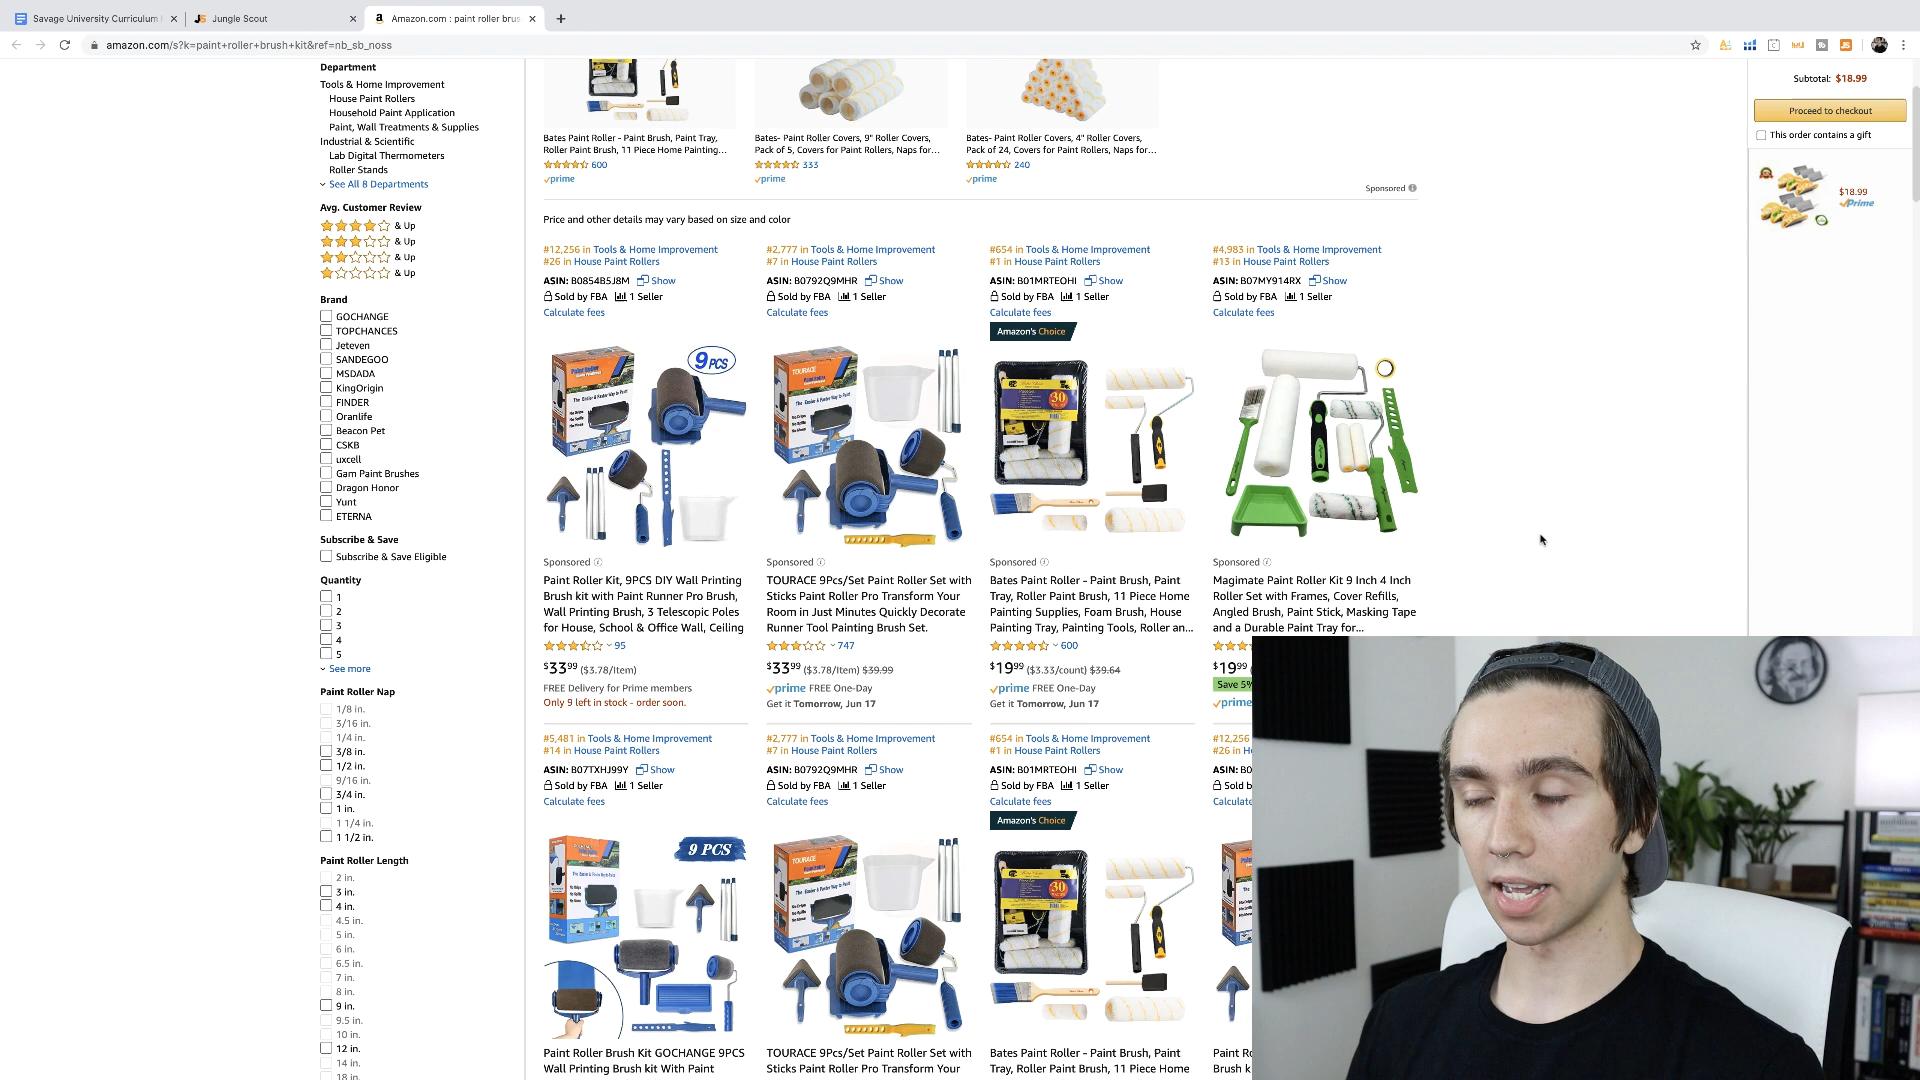 Savage University Curriculum
Jungle Scout
Amazon.com : paint roller brus
amazon.com/s?k=paint+roller+brush+kit&ref=nb_sb_noss
Department
Tools & Home Improvement
House Paint Rollers
Household Paint Application
Paint, Wall Treatments & Supplies
Industrial & Scientific
Lab Digital Thermometers
Roller Stands
See All 8 Departments
Avg. Customer Review
& Up
& Up
& Up
& Up
Brand
GOCHANGE
TOPCHANCES
Jeteven
SANDEGOO
MSDADA
KingOrigin
FINDER
Oranlife
Beacon Pet
CSKB
uxcell
Gam Paint Brushes
Dragon Honor
Yunt
ETERNA
Subscribe & Save
Subscribe & Save Eligible
Quantity
1
2
3
4
5
See more
Paint Roller Nap
1/8 in.
3/16 in.
1/4 in.
3/8 in.
1/2 in.
9/16 in.
3/4 in.
1 in.
1 1/4 in.
1 1/2 in.
Paint Roller Length
2 in.
3 in.
4 in.
4.5 in.
5 in.
6 in.
6.5 in.
7 in.
8 in.
9 in.
9.5 in.
10 in.
12 in.
14 in.
18 in.
Bates Paint Roller - Paint Brush, Paint Tray,
Roller Paint Brush, 11 Piece Home Painting...
600
prime
Bates- Paint Roller Covers, 9" Roller Covers,
Pack of 5, Covers for Paint Rollers, Naps for...
333
prime
Bates- Paint Roller Covers, 4" Roller Covers,
Pack of 24, Covers for Paint Rollers, Naps for...
240
prime
Sponsored
Price and other details may vary based on size and color
#12,256 in Tools & Home Improvement
#26 in House Paint Rollers
ASIN: B0854B5J8M Show
Sold by FBA 1 Seller
Calculate fees
9 PCS
Sponsored
Paint Roller Kit, 9PCS DIY Wall Printing
Brush kit with Paint Runner Pro Brush,
Wall Printing Brush, 3 Telescopic Poles
for House, School & Office Wall, Ceiling
95
$33 99 ($3.78/Item)
FREE Delivery for Prime members
Only 9 left in stock - order soon.
#2,777 in Tools & Home Improvement
#7 in House Paint Rollers
ASIN: B0792Q9MHR Show
Sold by FBA 1 Seller
Calculate fees
TOURACE
Sponsored
TOURACE 9Pcs/Set Paint Roller Set with
Sticks Paint Roller Pro Transform Your
Room in Just Minutes Quickly Decorate
Runner Tool Painting Brush Set.
747
$33 99 ($3.78/Item) $39.99
prime FREE One-Day
Get it Tomorrow, Jun 17
#654 in Tools & Home Improvement
#1 in House Paint Rollers
ASIN: B01MRTEOHI Show
Sold by FBA 1 Seller
Calculate fees
Amazon's Choice
30
Sponsored
Bates Paint Roller - Paint Brush, Paint
Tray, Roller Paint Brush, 11 Piece Home
Painting Supplies, Foam Brush, House
Painting Tray, Painting Tools, Roller an...
600
$19 99 ($3.33/count) $39.64
prime FREE One-Day
Get it Tomorrow, Jun 17
#4,983 in Tools & Home Improvement
#13 in House Paint Rollers
ASIN: B07MY914RX Show
Sold by FBA 1 Seller
Calculate fees
Sponsored
Magimate Paint Roller Kit 9 Inch 4 Inch
Roller Set with Frames, Cover Refills,
Angled Brush, Paint Stick, Masking Tape
and a Durable Paint Tray for...
$19 99
Save 5%
prime
#5,481 in Tools & Home Improvement
#14 in House Paint Rollers
ASIN: B07TXHJ99Y Show
Sold by FBA 1 Seller
Calculate fees
9 PCS
Paint Roller Brush Kit GOCHANGE 9PCS
Wall Printing Brush kit With Paint
#2,777 in Tools & Home Improvement
#7 in House Paint Rollers
ASIN: B0792Q9MHR Show
Sold by FBA 1 Seller
Calculate fees
TOURACE
TOURACE 9Pcs/Set Paint Roller Set with
Sticks Paint Roller Pro Transform Your
#654 in Tools & Home Improvement
#1 in House Paint Rollers
ASIN: B01MRTEOHI Show
Sold by FBA 1 Seller
Calculate fees
Amazon's Choice
30
Bates Paint Roller - Paint Brush, Paint
Tray, Roller Paint Brush, 11 Piece Home
#12,256
#26 in H
ASIN: B0
Sold b
Calcula
Paint Ro
Brush k
Subtotal: $18.99
Proceed to checkout
This order contains a gift
$18.99
Prime